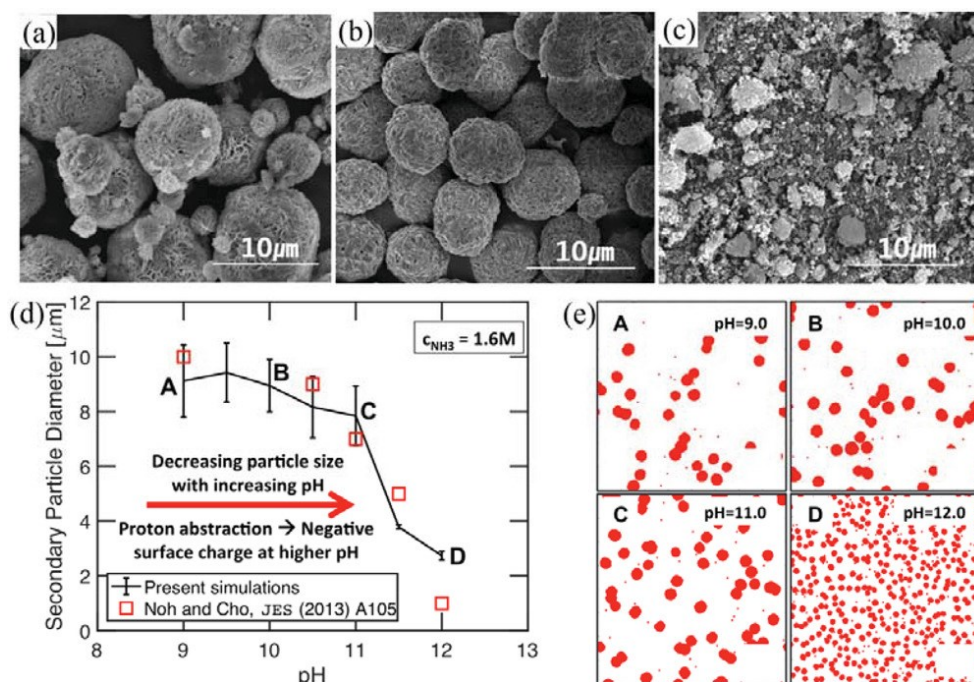 (a)
10μm
(b)
10μm
(c)
10μm
(d)
12
10
8
6
4
2
0
Secondary Particle Diameter [μm]
cNH3 = 1.6M
A
B
C
D
Decreasing particle size
with increasing pH
Proton abstraction → Negative
surface charge at higher pH
Present simulations
Noh and Cho, JES (2013) A105
8
9
10
11
12
13
pH
(e)
A
pH=9.0
B
pH=10.0
C
pH=11.0
D
pH=12.0